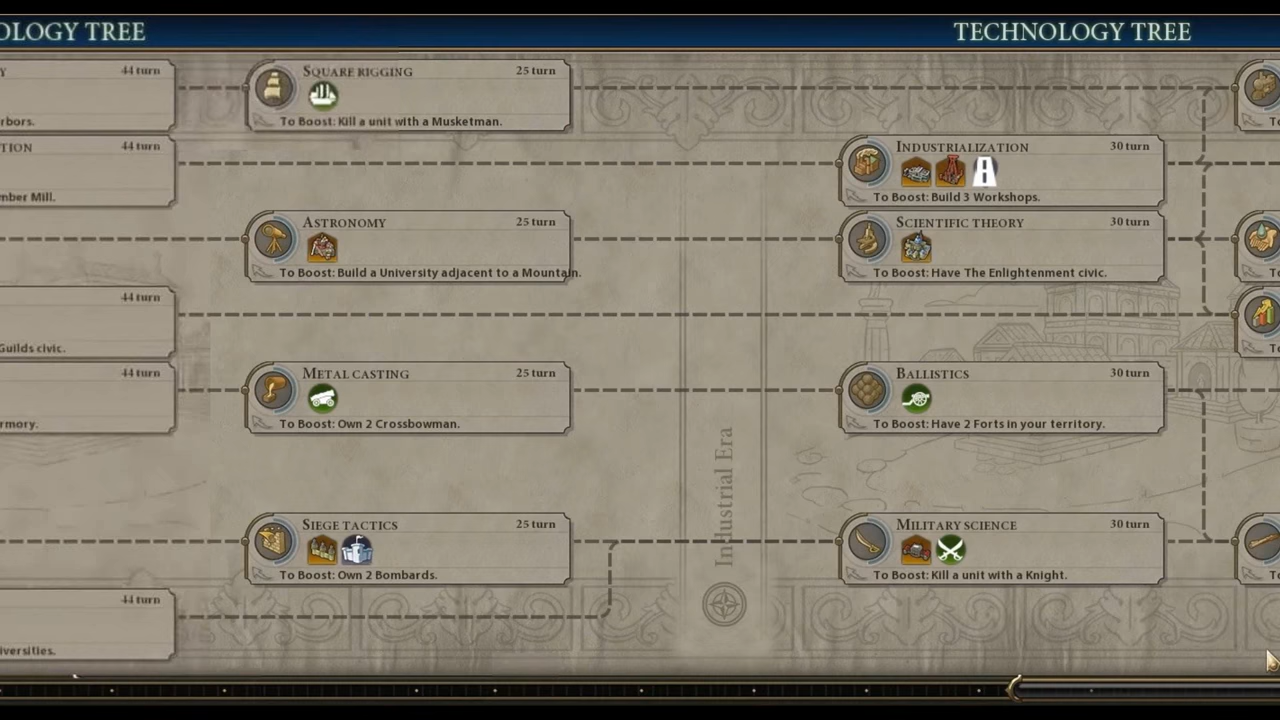 OLOGY TREE
TECHNOLOGY TREE
Y 44 turn
rbors.
SQUARE RIGGING 25 turn
To Boost: Kill a unit with a Musketman.
To
TION 44 turn
mber Mill.
INDUSTRIALIZATION 30 turn
To Boost: Build 3 Workshops.
ASTRONOMY 25 turn
To Boost: Build a University adjacent to a Mountain.
SCIENTIFIC THEORY 30 turn
To Boost: Have The Enlightenment civic.
To
44 turn
Guilds civic.
To
44 turn
rmory.
METAL CASTING 25 turn
To Boost: Own 2 Crossbowman.
BALLISTICS 30 turn
To Boost: Have 2 Forts in your territory.
Industrial Era
SIEGE TACTICS 25 turn
To Boost: Own 2 Bombards.
MILITARY SCIENCE 30 turn
To Boost: Kill a unit with a Knight.
To
44 turn
iversities.